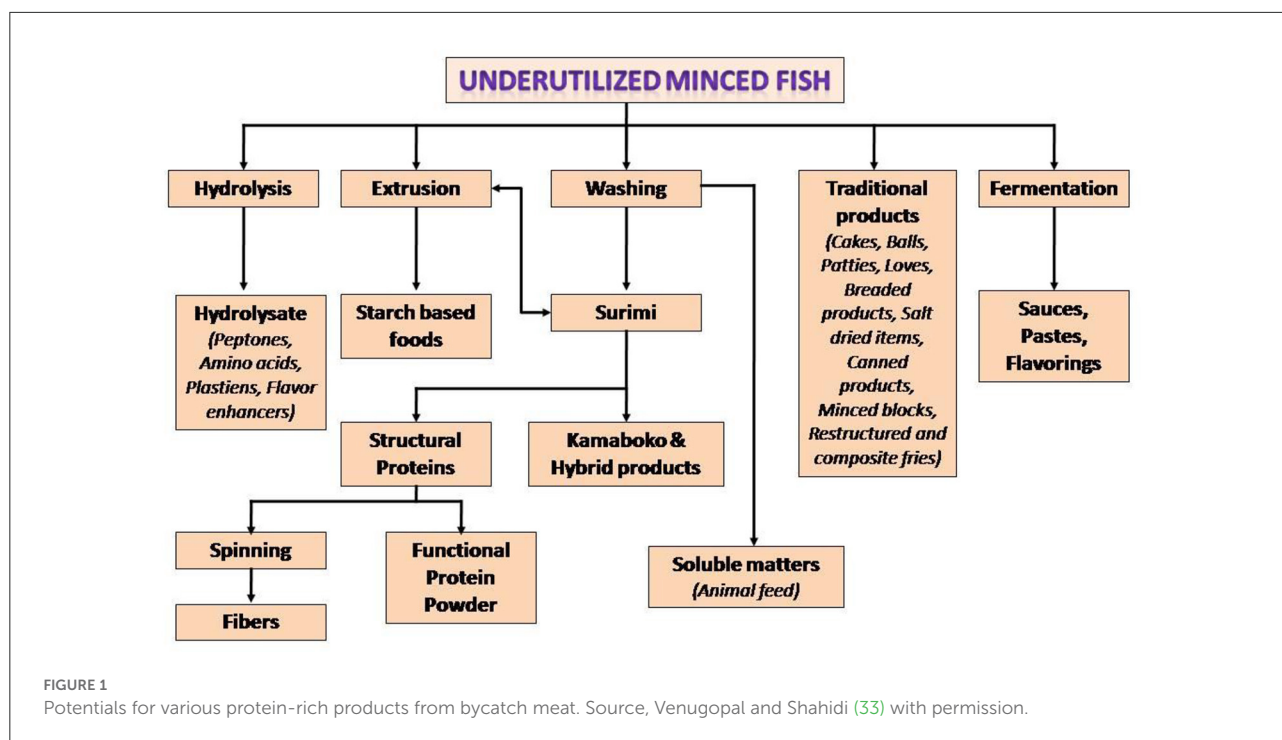 UNDERUTILIZED MINCED FISH
Hydrolysis
Extrusion
Washing
Traditional
products
(Cakes, Balls,
Patties, Loves,
Breaded
products, Salt
dried items,
Canned
products,
Minced blocks,
Restructured and
composite fries)
Fermentation
Hydrolysate
(Peptones,
Amino acids,
Plastiens, Flavor
enhancers)
Starch based
foods
Surimi
Sauces,
Pastes,
Flavorings
Structural
Proteins
Kamaboko &
Hybrid products
Spinning
Functional
Protein
Powder
Soluble matters
(Animal feed)
Fibers
FIGURE 1
Potentials for various protein-rich products from bycatch meat. Source, Venugopal and Shahidi (33) with permission.